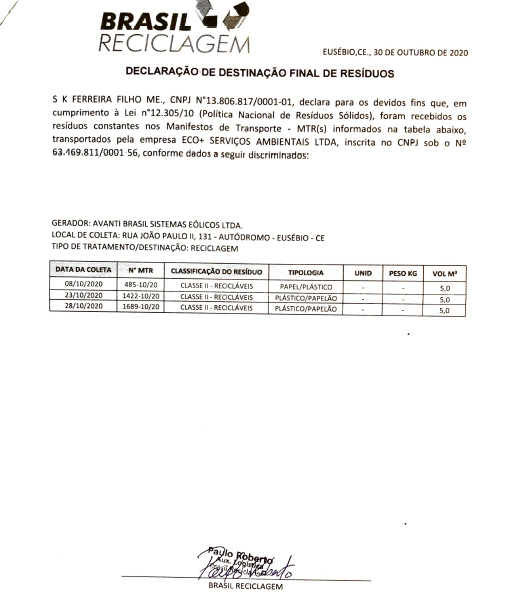 BRASIL
RECICLAGEM
EUSÉBIO,CE., 30 DE OUTUBRO DE 2020
DECLARAÇÃO DE DESTINAÇÃO FINAL DE RESÍDUOS
S K FERREIRA FILHO ME., CNPJ N°13.806.817/0001-01, declara para os devidos fins que, em
cumprimento à Lei n°12.305/10 (Política Nacional de Resíduos Sólidos), foram recebidos os
resíduos constantes nos Manifestos de Transporte - MTR(s) informados na tabela abaixo,
transportados pela empresa ECO+ SERVIÇOS AMBIENTAIS LTDA, inscrita no CNPJ sob o Nº
63.469.811/0001 56, conforme dados a seguir discriminados:
GERADOR: AVANTI BRASIL SISTEMAS EÓLICOS LTDA.
LOCAL DE COLETA: RUA JOÃO PAULO II, 131 - AUTÓDROMO - EUSÉBIO - CE
TIPO DE TRATAMENTO/DESTINAÇÃO: RECICLAGEM
DATA DA COLETA N° MTR CLASSIFICAÇÃO DO RESÍDUO TIPOLOGIA UNID PESO KG VOL M³
08/10/2020 485-10/20 CLASSE II - RECICLÁVEIS PAPEL/PLÁSTICO - - 5,0
23/10/2020 1422-10/20 CLASSE II - RECICLÁVEIS PLÁSTICO/PAPELÃO - - 5,0
28/10/2020 1689-10/20 CLASSE II - RECICLÁVEIS PLÁSTICO/PAPELÃO - - 5,0
Paulo Roberto
Aux. Logística
Brasil Reciclagem
BRASIL RECICLAGEM